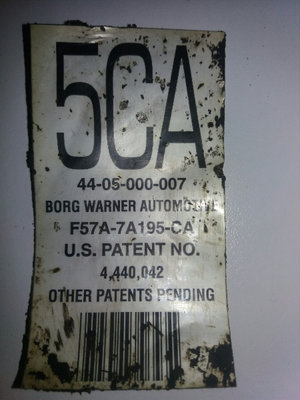 5CA
44-05-000-007
BORG WARNER AUTOMOTIVE
F57A-7A195-CA
U.S. PATENT NO.
4,440,042
OTHER PATENTS PENDING